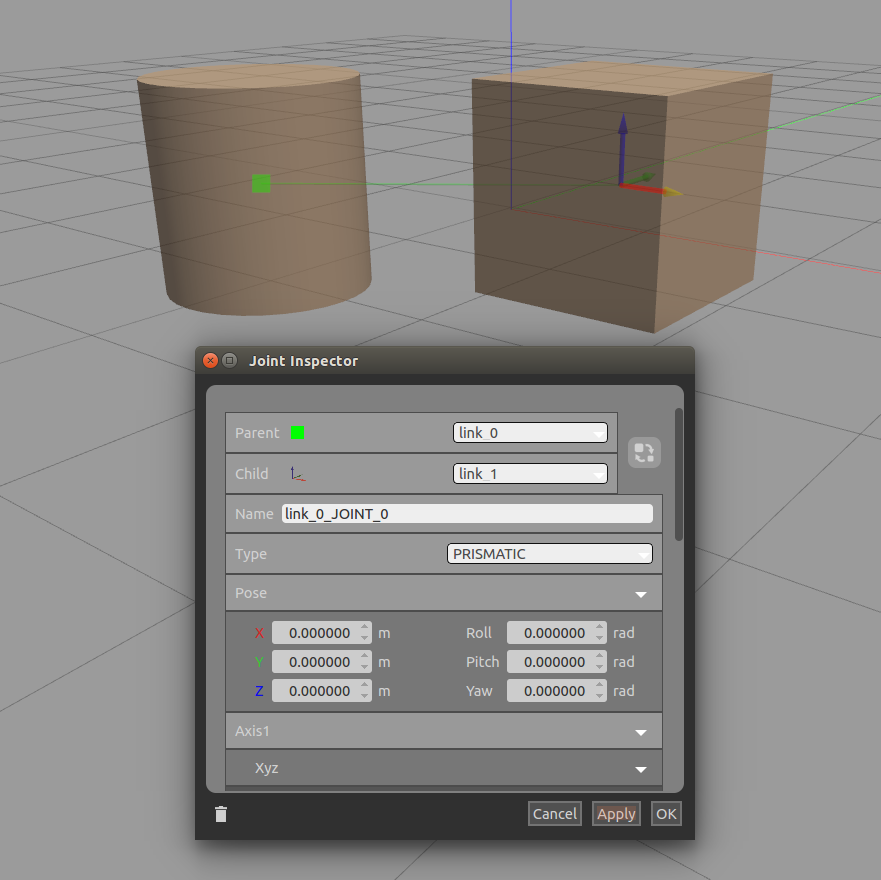 Joint Inspector
Parent link_0
Child link_1
Name link_0_JOINT_0
Type PRISMATIC
Pose
X 0.000000 m Roll 0.000000 rad
Y 0.000000 m Pitch 0.000000 rad
Z 0.000000 m Yaw 0.000000 rad
Axis1
Xyz
Cancel Apply OK